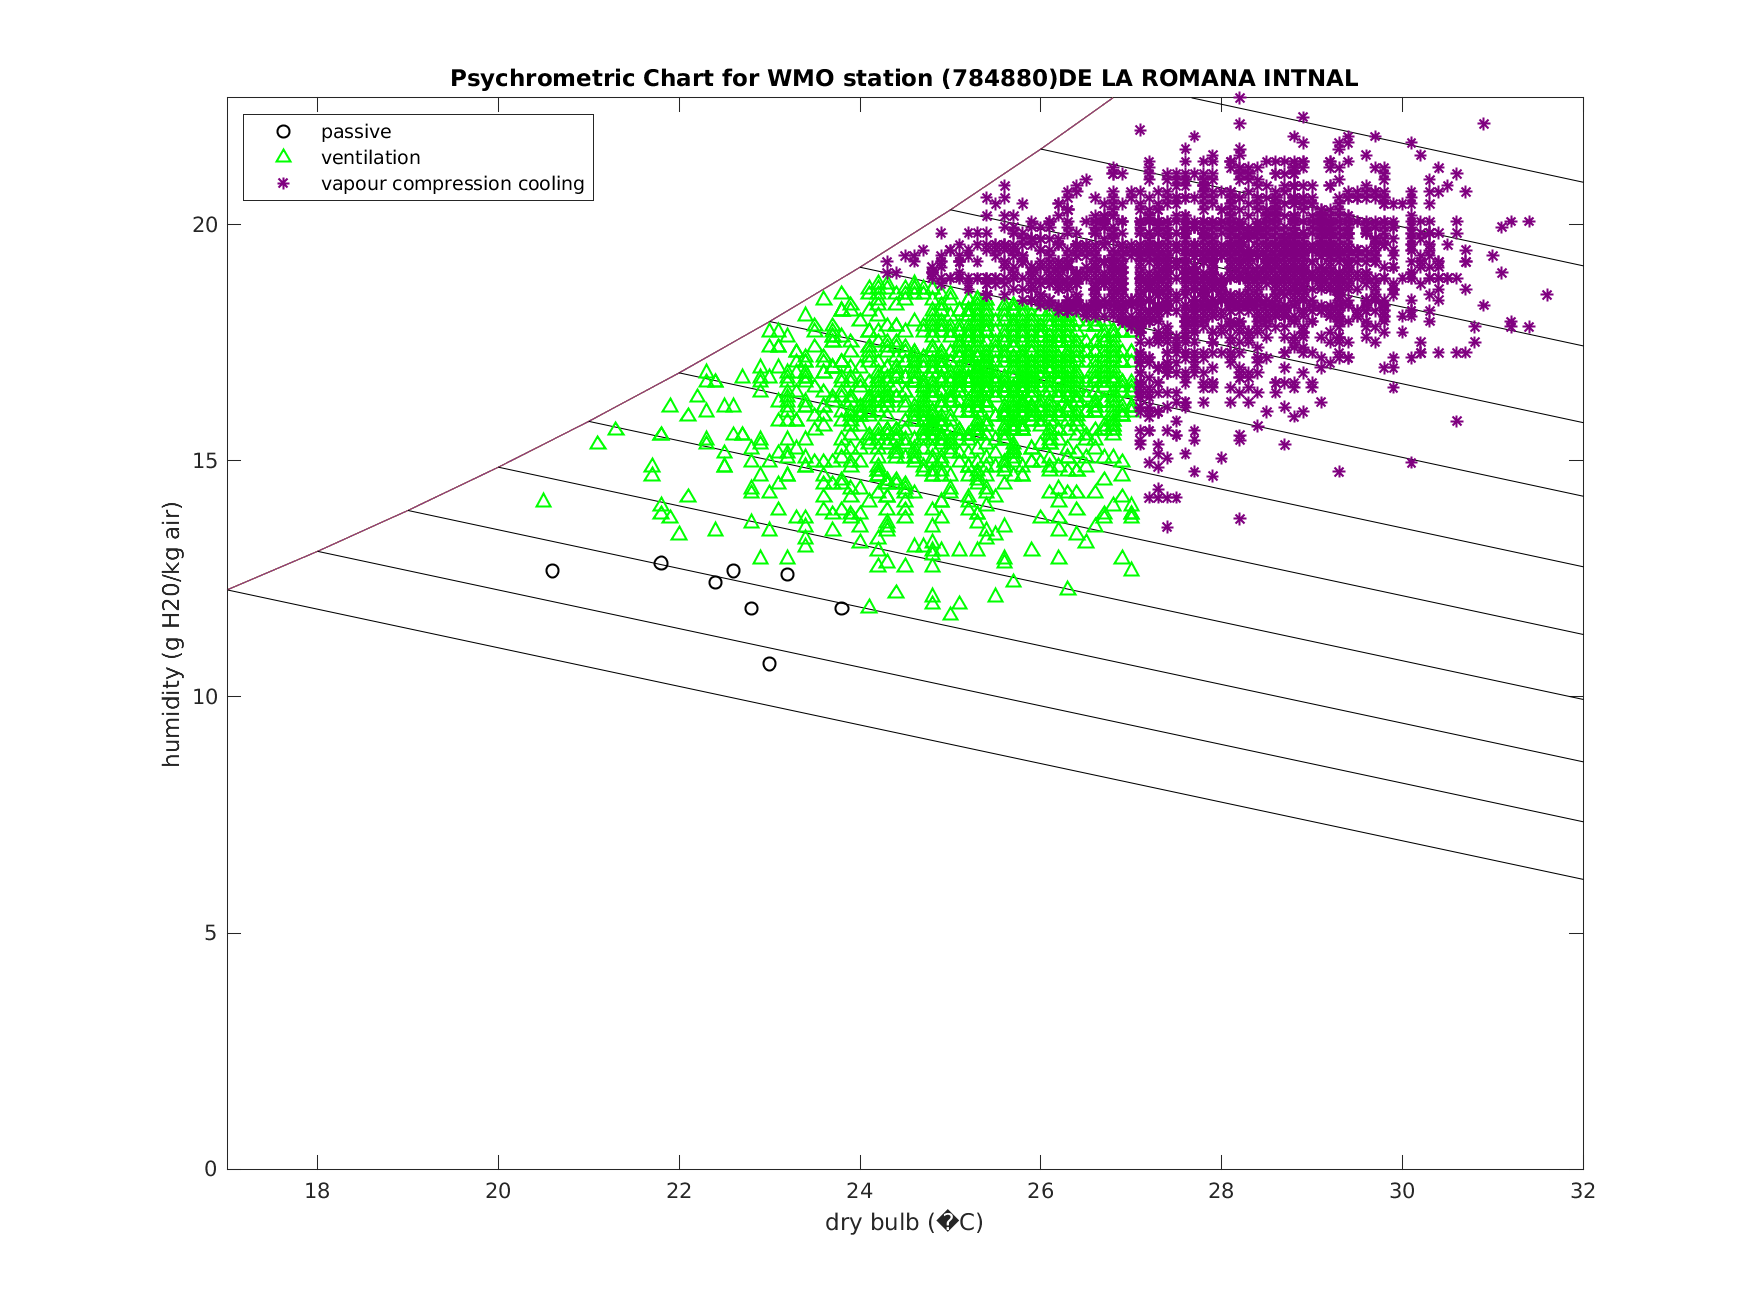 Psychrometric Chart for WMO station (784880)DE LA ROMANA INTNAL
passive
ventilation
vapour compression cooling
20
15
10
5
0
humidity (g H20/kg air)
18 20 22 24 26 28 30 32
dry bulb (�C)